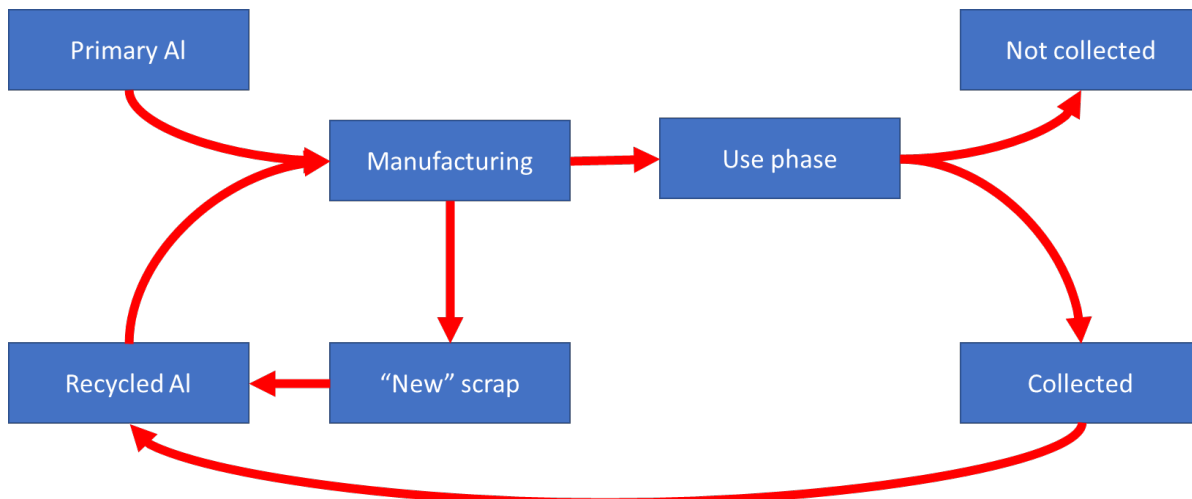 Primary Al
Not collected
Manufacturing
Use phase
Recycled Al
“New” scrap
Collected